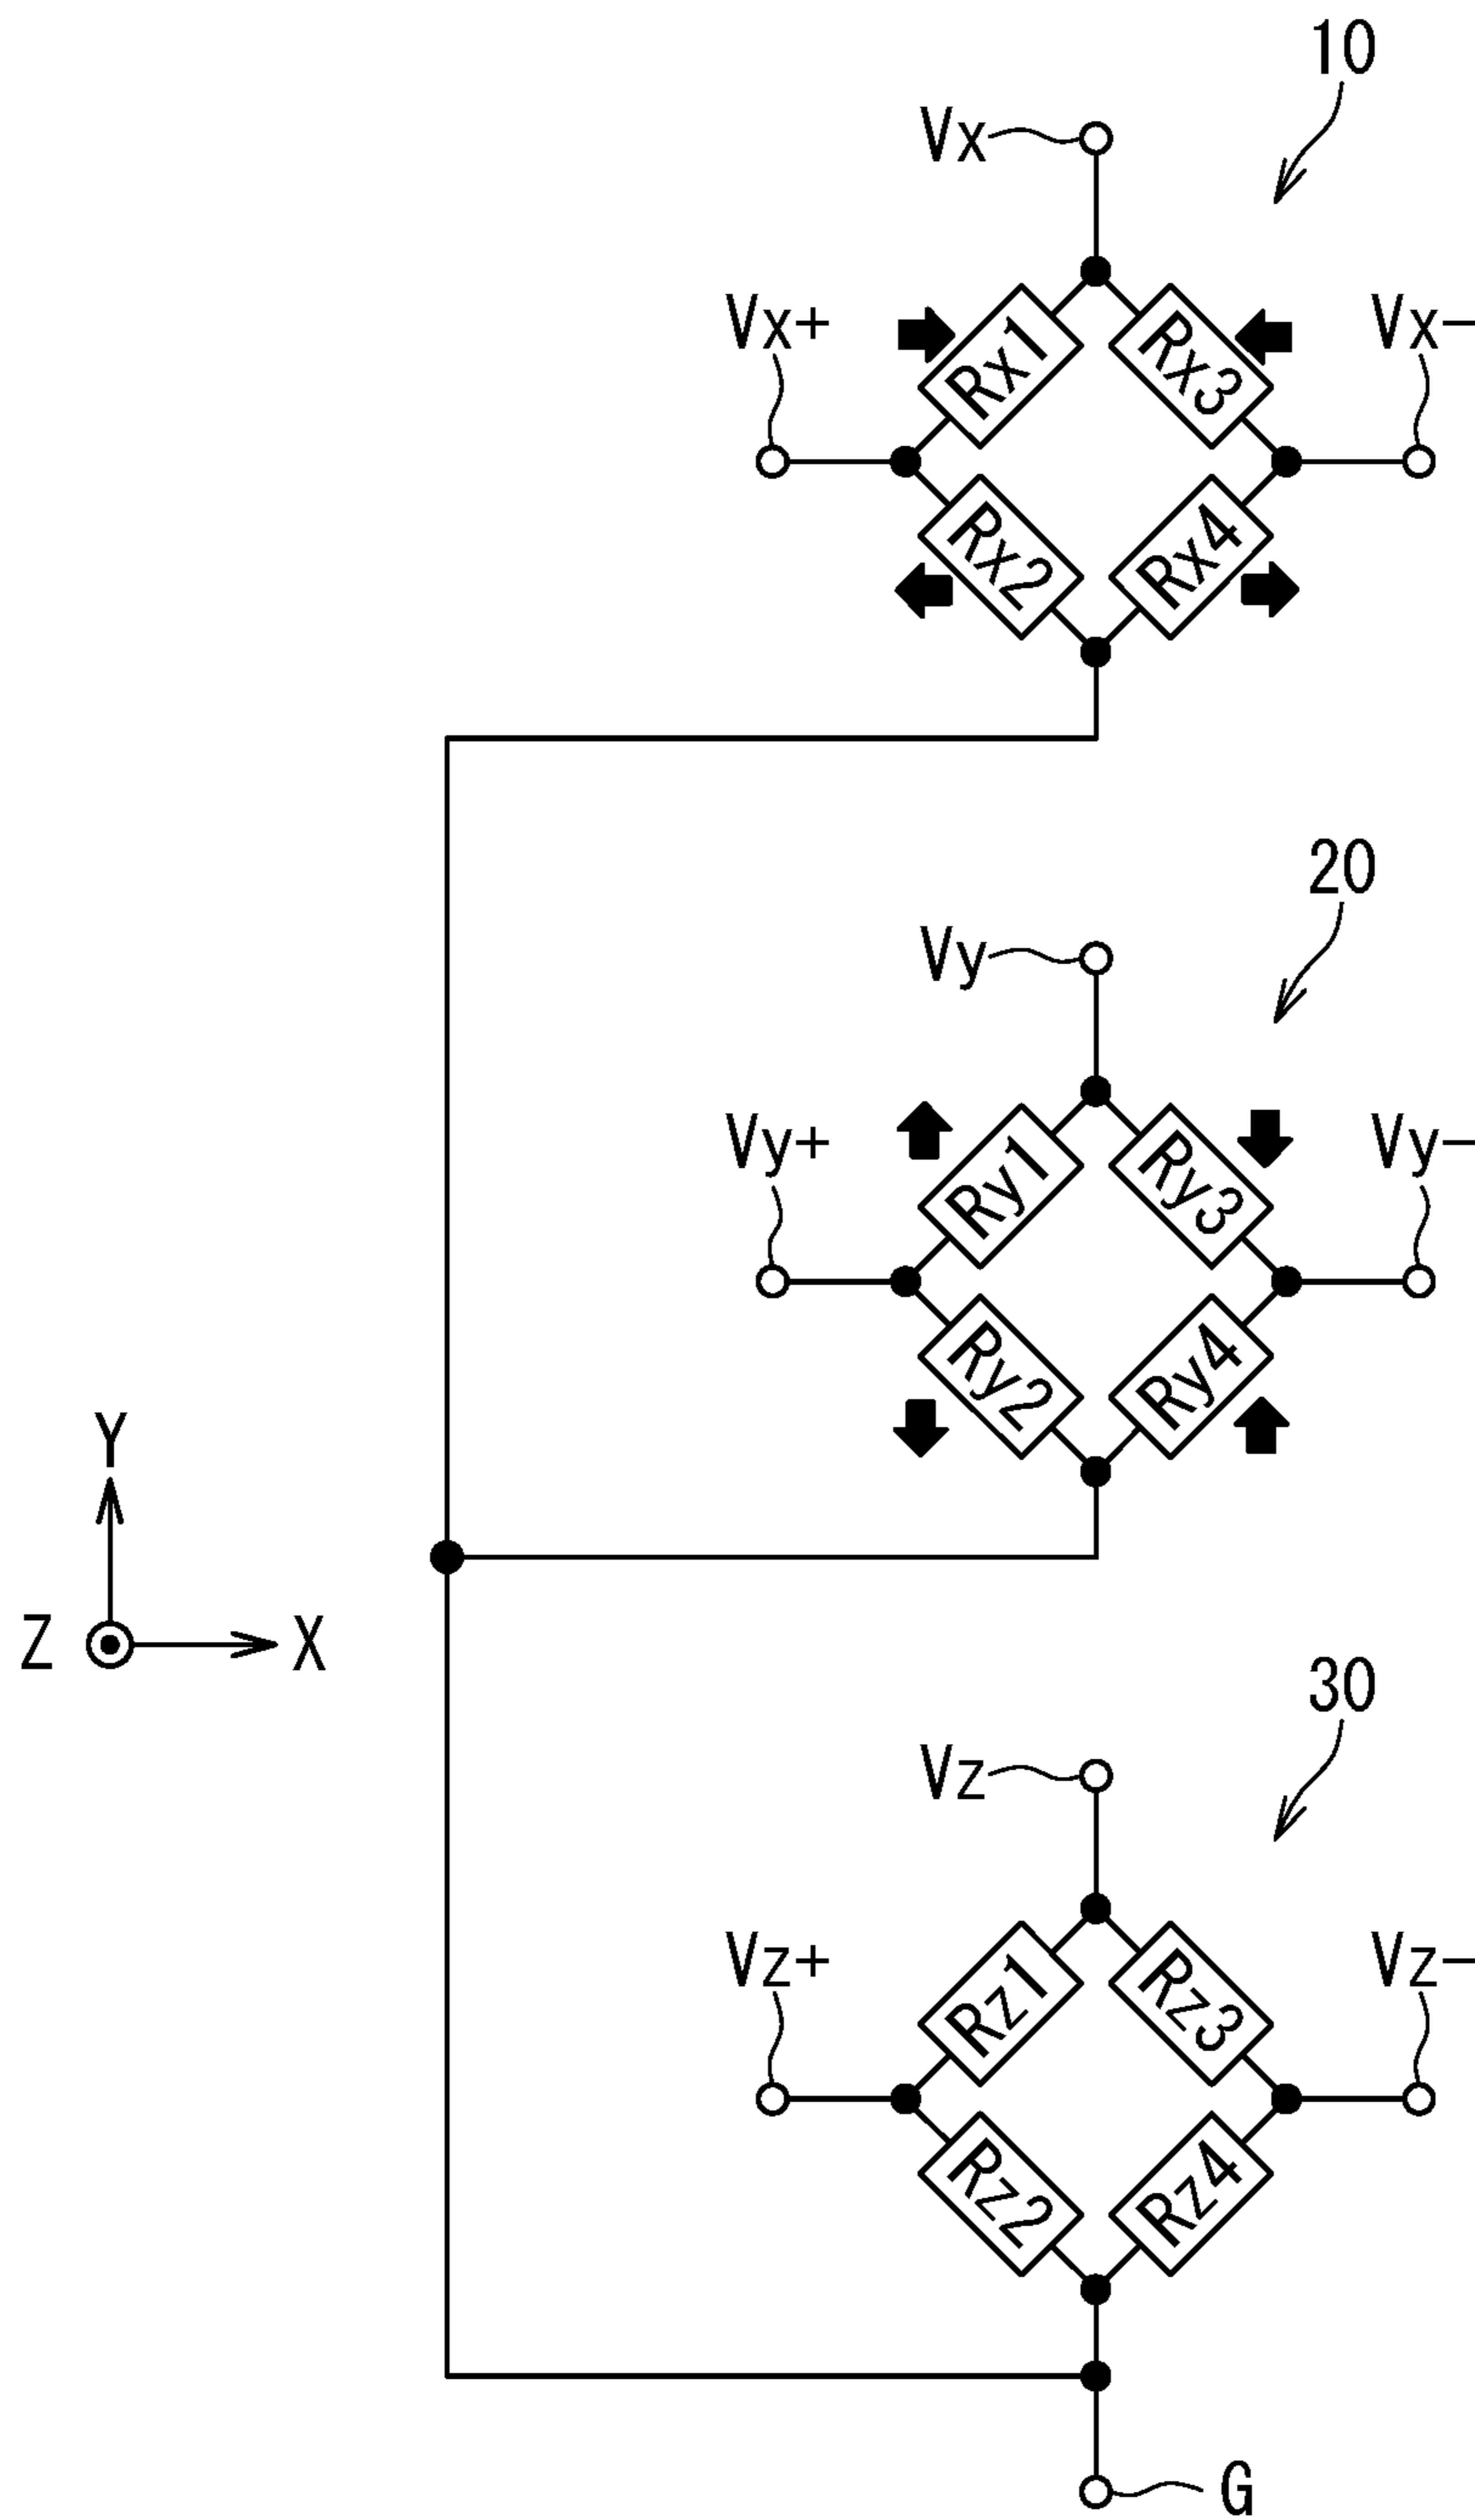 10
Vx
Vx+
Vx−
Rx1
Rx3
Rx2
Rx4
20
Vy
Vy+
Vy−
Ry1
Ry3
Ry2
Ry4
Y
Z
X
30
Vz
Vz+
Vz−
Rz1
Rz3
Rz2
Rz4
G